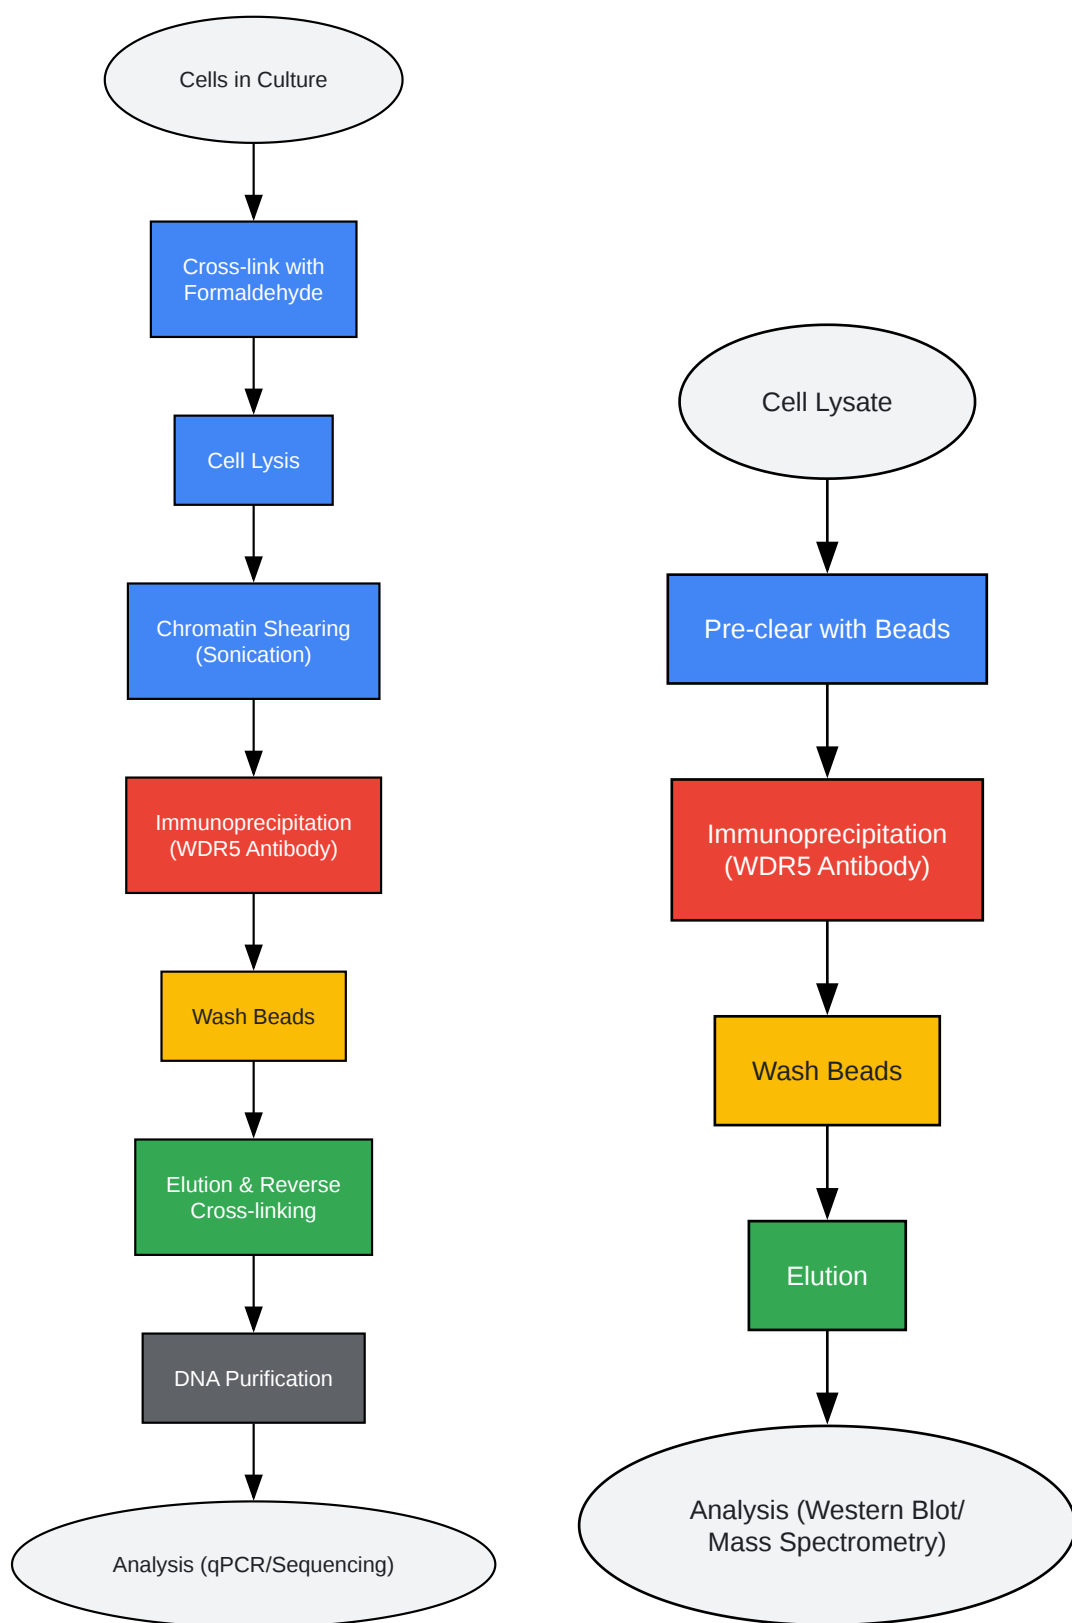 Cells in Culture
Cross-link with
Formaldehyde
Cell Lysis
Chromatin Shearing
(Sonication)
Immunoprecipitation
(WDR5 Antibody)
Wash Beads
Elution & Reverse
Cross-linking
DNA Purification
Analysis (qPCR/Sequencing)
Cell Lysate
Pre-clear with Beads
Immunoprecipitation
(WDR5 Antibody)
Wash Beads
Elution
Analysis (Western Blot/
Mass Spectrometry)